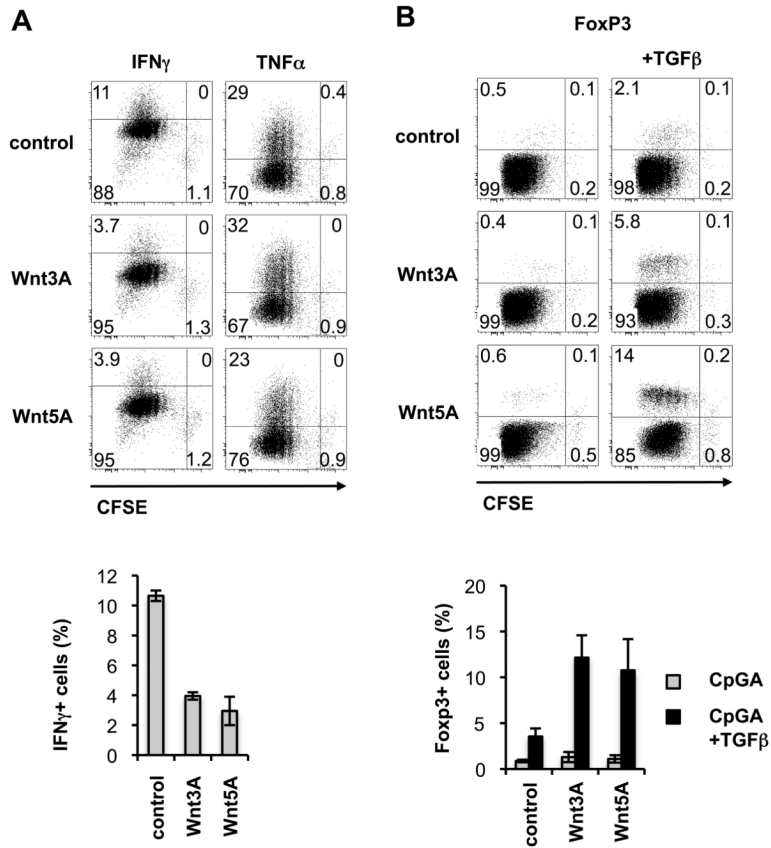 A
IFNγ TNFα
control
11 0
88 1.1
29 0.4
70 0.8
Wnt3A
3.7 0
95 1.3
32 0
67 0.9
Wnt5A
3.9 0
95 1.2
23 0
76 0.9
CFSE
B
FoxP3
+TGFβ
control
0.5 0.1
99 0.2
2.1 0.1
98 0.2
Wnt3A
0.4 0.1
99 0.2
5.8 0.1
93 0.3
Wnt5A
0.6 0.1
99 0.5
14 0.2
85 0.8
CFSE
IFNγ+ cells (%)
12
10
8
6
4
2
0
control Wnt3A Wnt5A
Foxp3+ cells (%)
20
15
10
5
0
control Wnt3A Wnt5A
CpGA
CpGA
+TGFβ